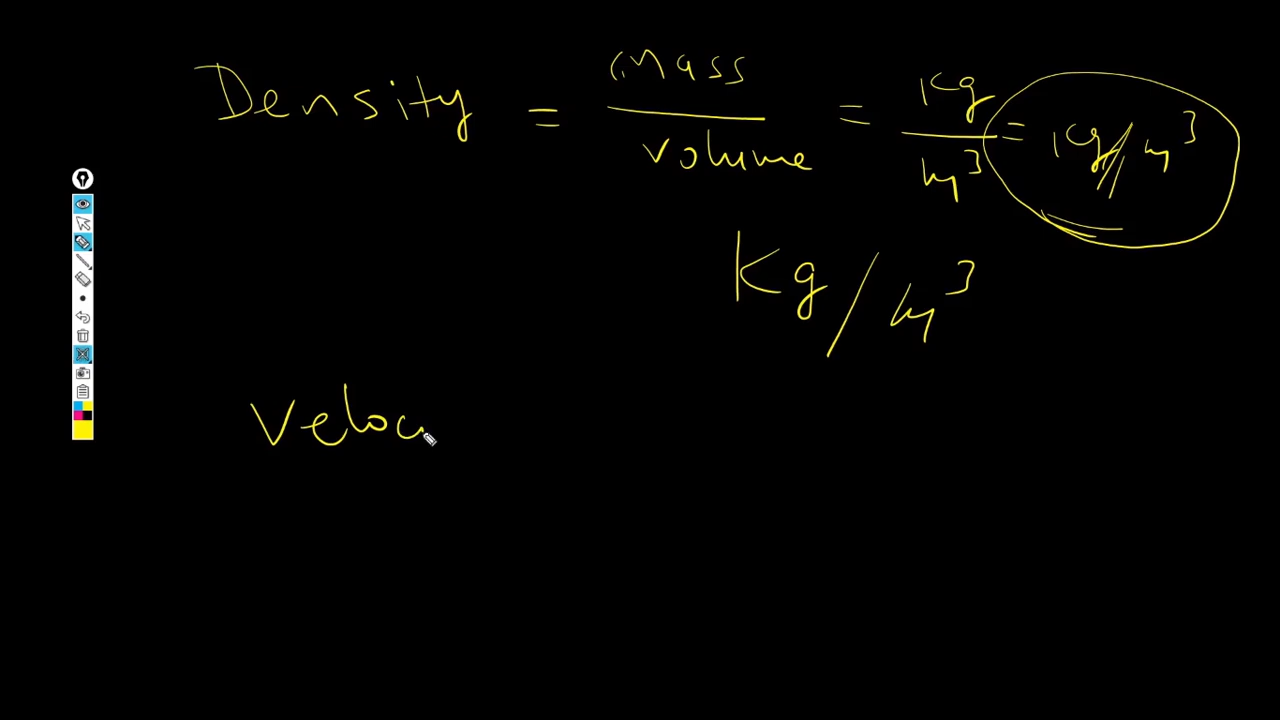 Density = Mass / Volume = Kg / m³ = Kg/m³
Kg/m³
Veloc